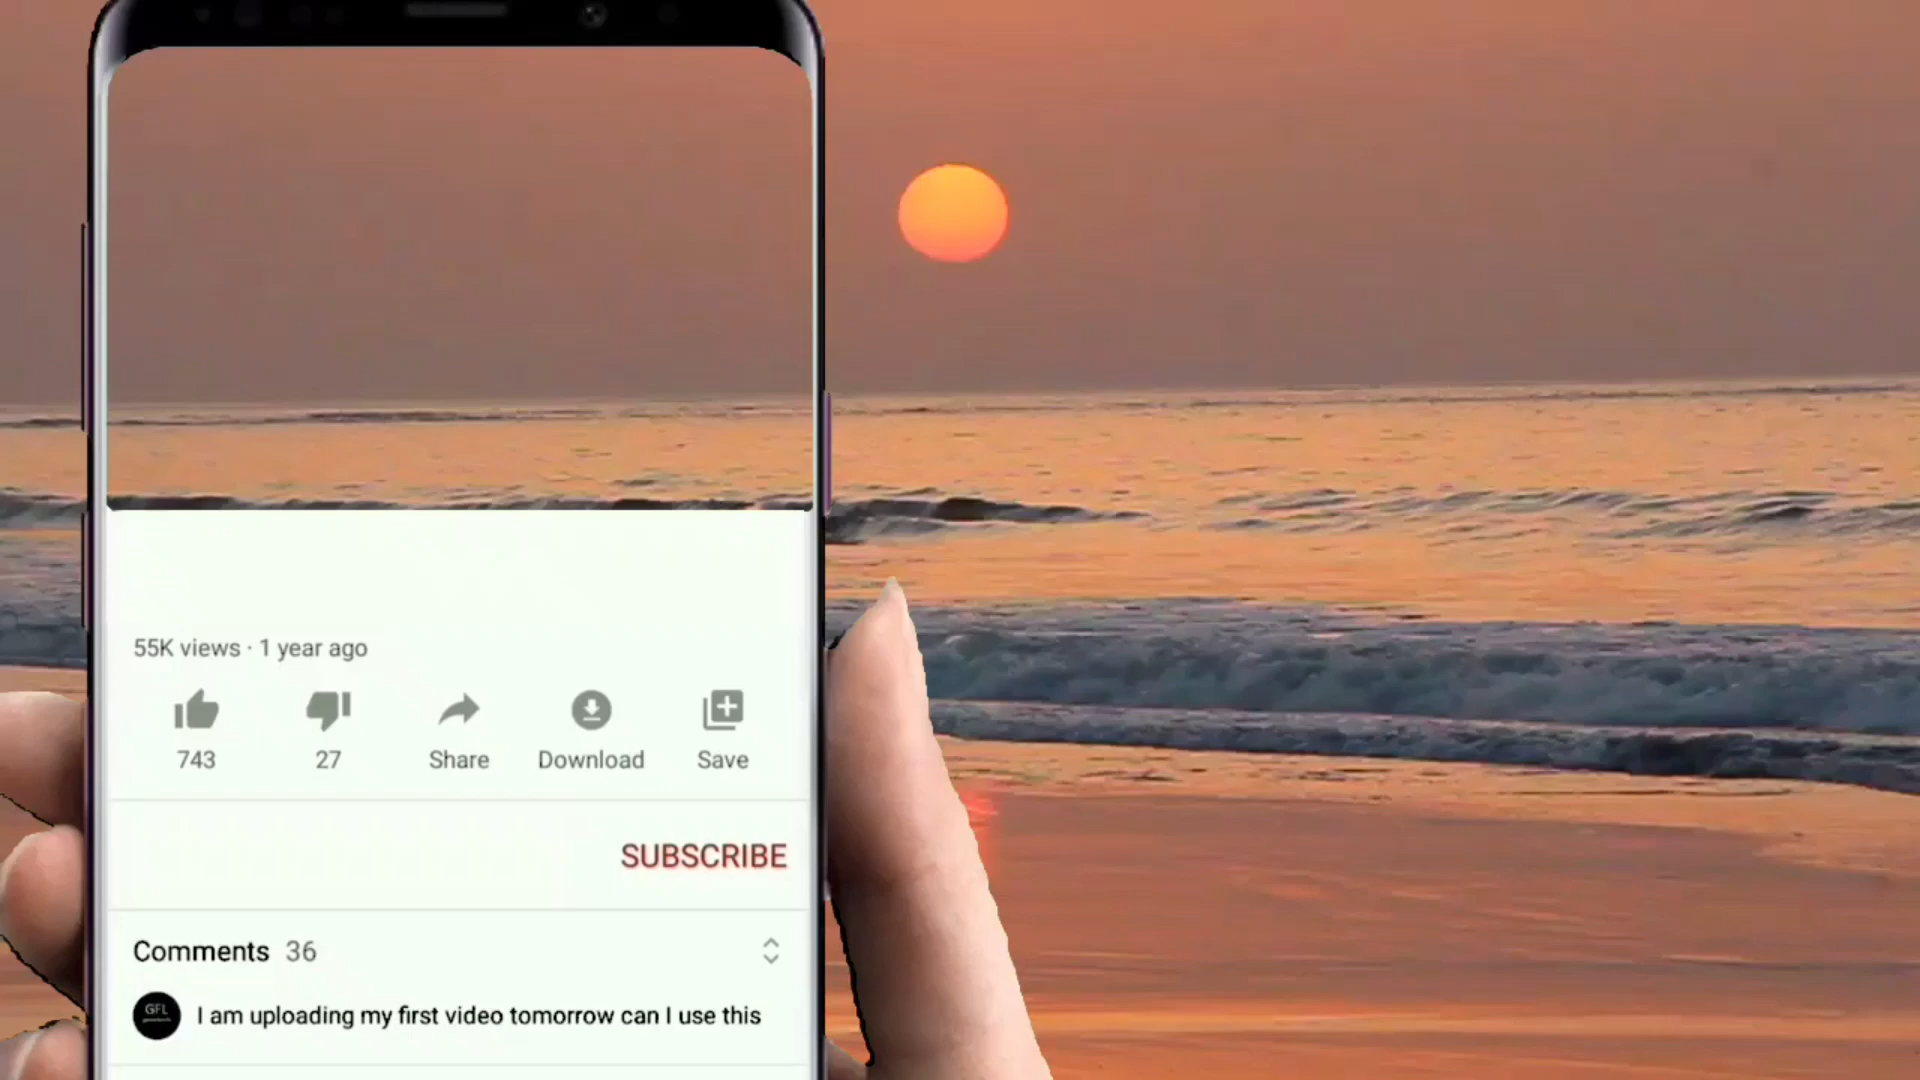 55K views · 1 year ago
743
27
Share
Download
Save
SUBSCRIBE
Comments 36
GFL
I am uploading my first video tomorrow can I use this